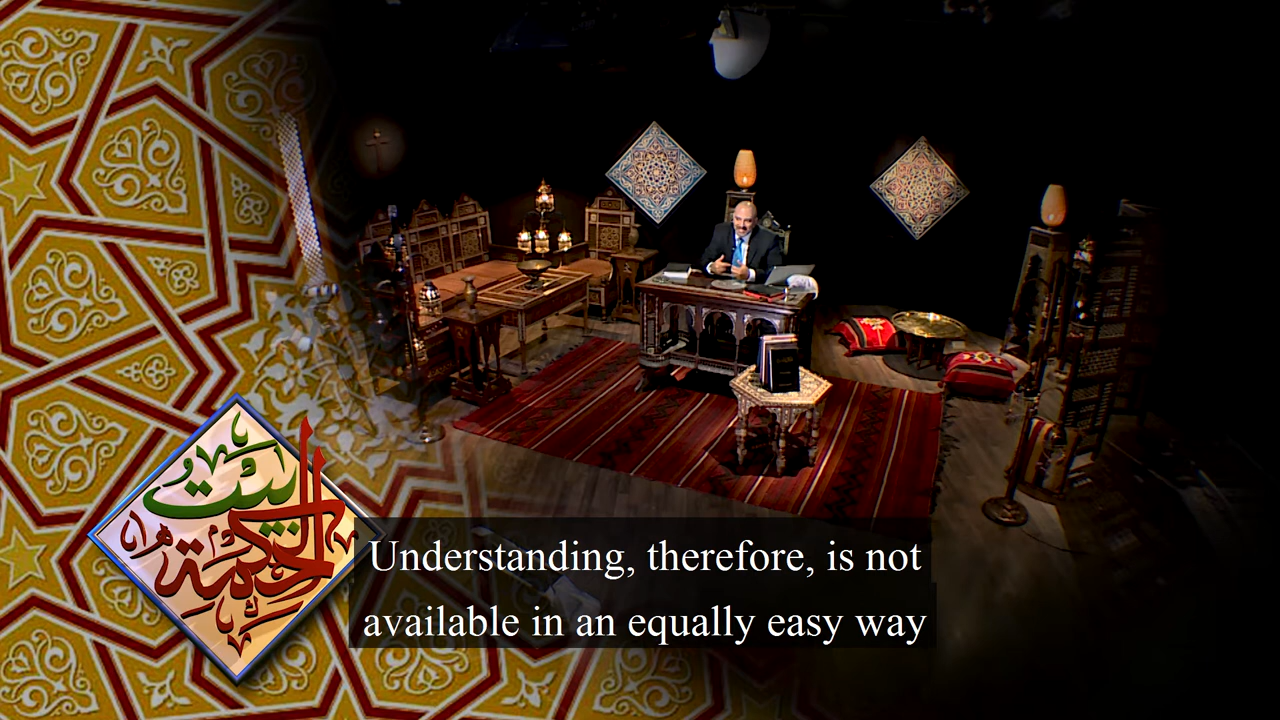 بيت
الحكمة
Understanding, therefore, is not
available in an equally easy way